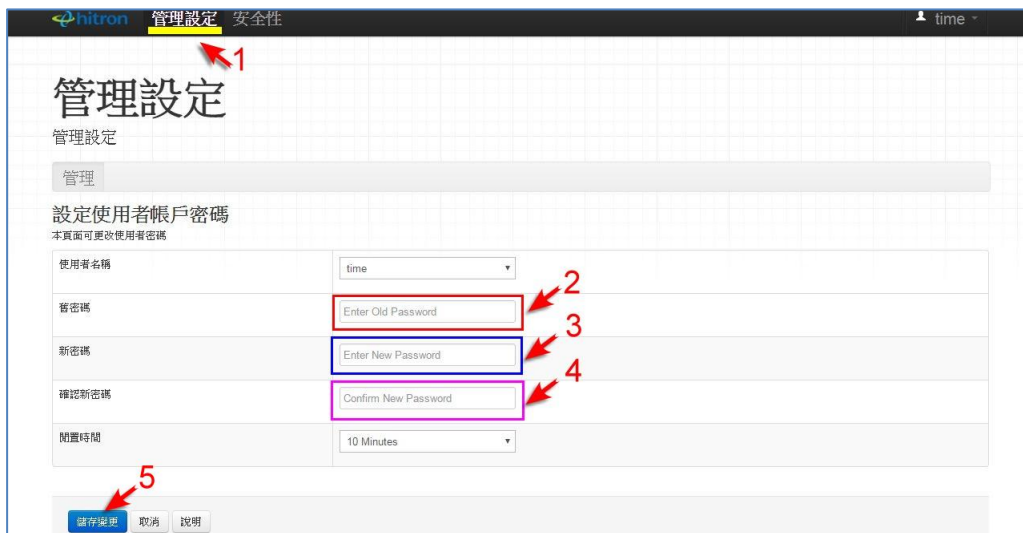 hitron 管理設定 安全性 time
1
管理設定
管理設定
管理
設定使用者帳戶密碼
本頁面可更改使用者密碼
使用者名稱 time
2
舊密碼 Enter Old Password
3
新密碼 Enter New Password
4
確認新密碼 Confirm New Password
閒置時間 10 Minutes
5
儲存變更 取消 說明